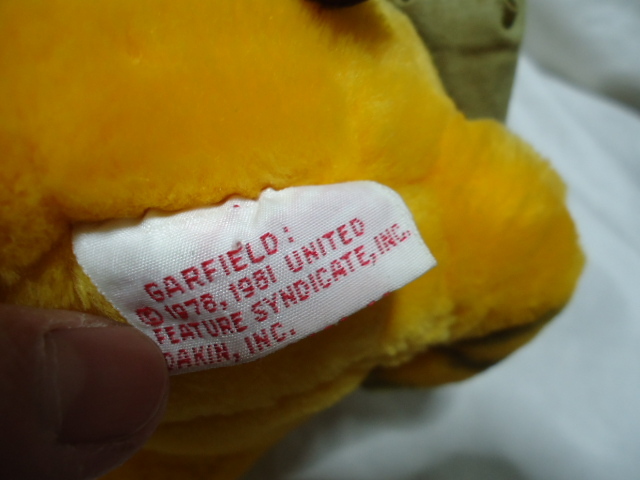 GARFIELD:
© 1978, 1981 UNITED
FEATURE SYNDICATE, INC.
DAKIN, INC.